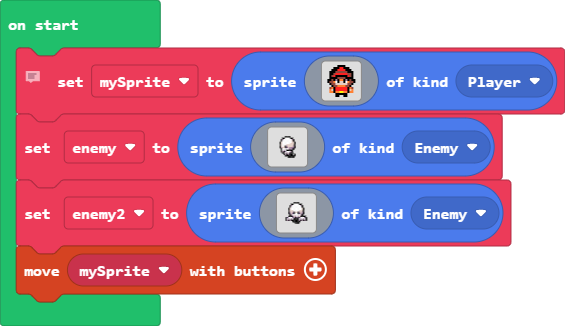 on start
set mySprite to sprite of kind Player
set enemy to sprite of kind Enemy
set enemy2 to sprite of kind Enemy
move mySprite with buttons